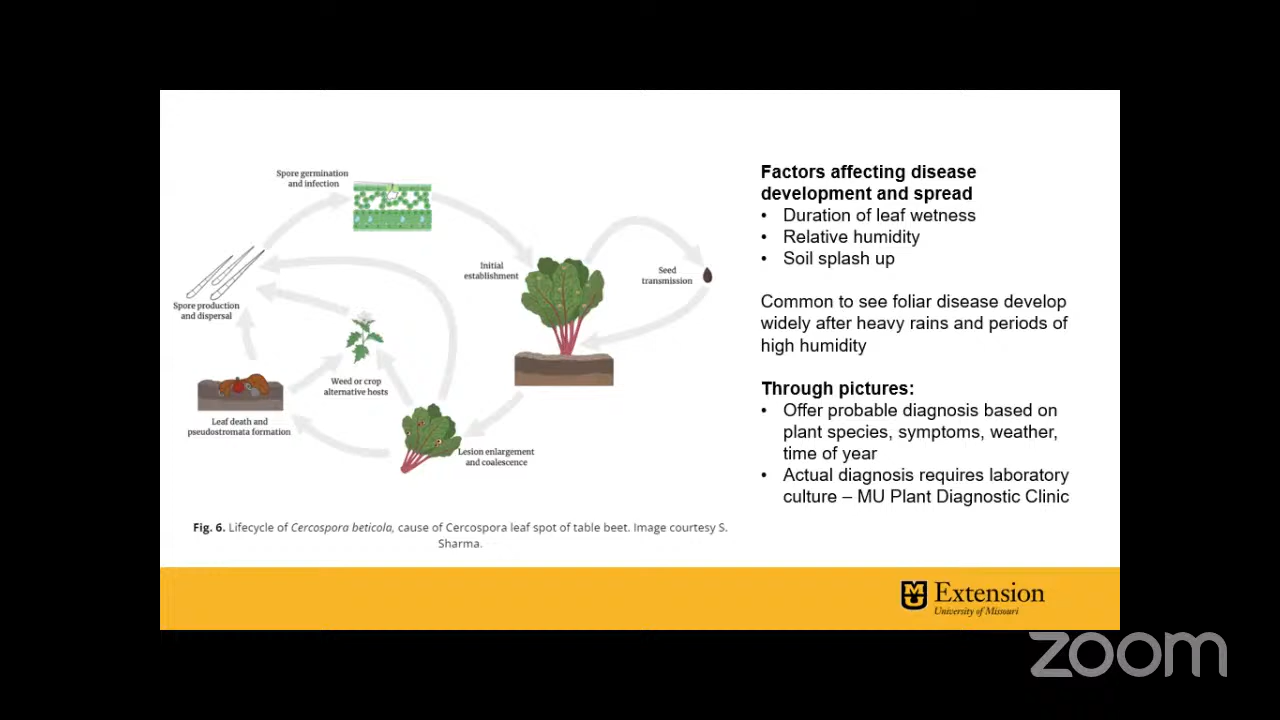 Spore germination
and infection
Initial
establishment
Seed
transmission
Spore production
and dispersal
Weed or crop
alternative hosts
Leaf death and
pseudostromata formation
Lesion enlargement
and coalescence
Fig. 6. Lifecycle of Cercospora beticola, cause of Cercospora leaf spot of table beet. Image courtesy S.
Sharma.
Factors affecting disease
development and spread
• Duration of leaf wetness
• Relative humidity
• Soil splash up
Common to see foliar disease develop
widely after heavy rains and periods of
high humidity
Through pictures:
• Offer probable diagnosis based on
plant species, symptoms, weather,
time of year
• Actual diagnosis requires laboratory
culture – MU Plant Diagnostic Clinic
MU Extension
University of Missouri
zoom